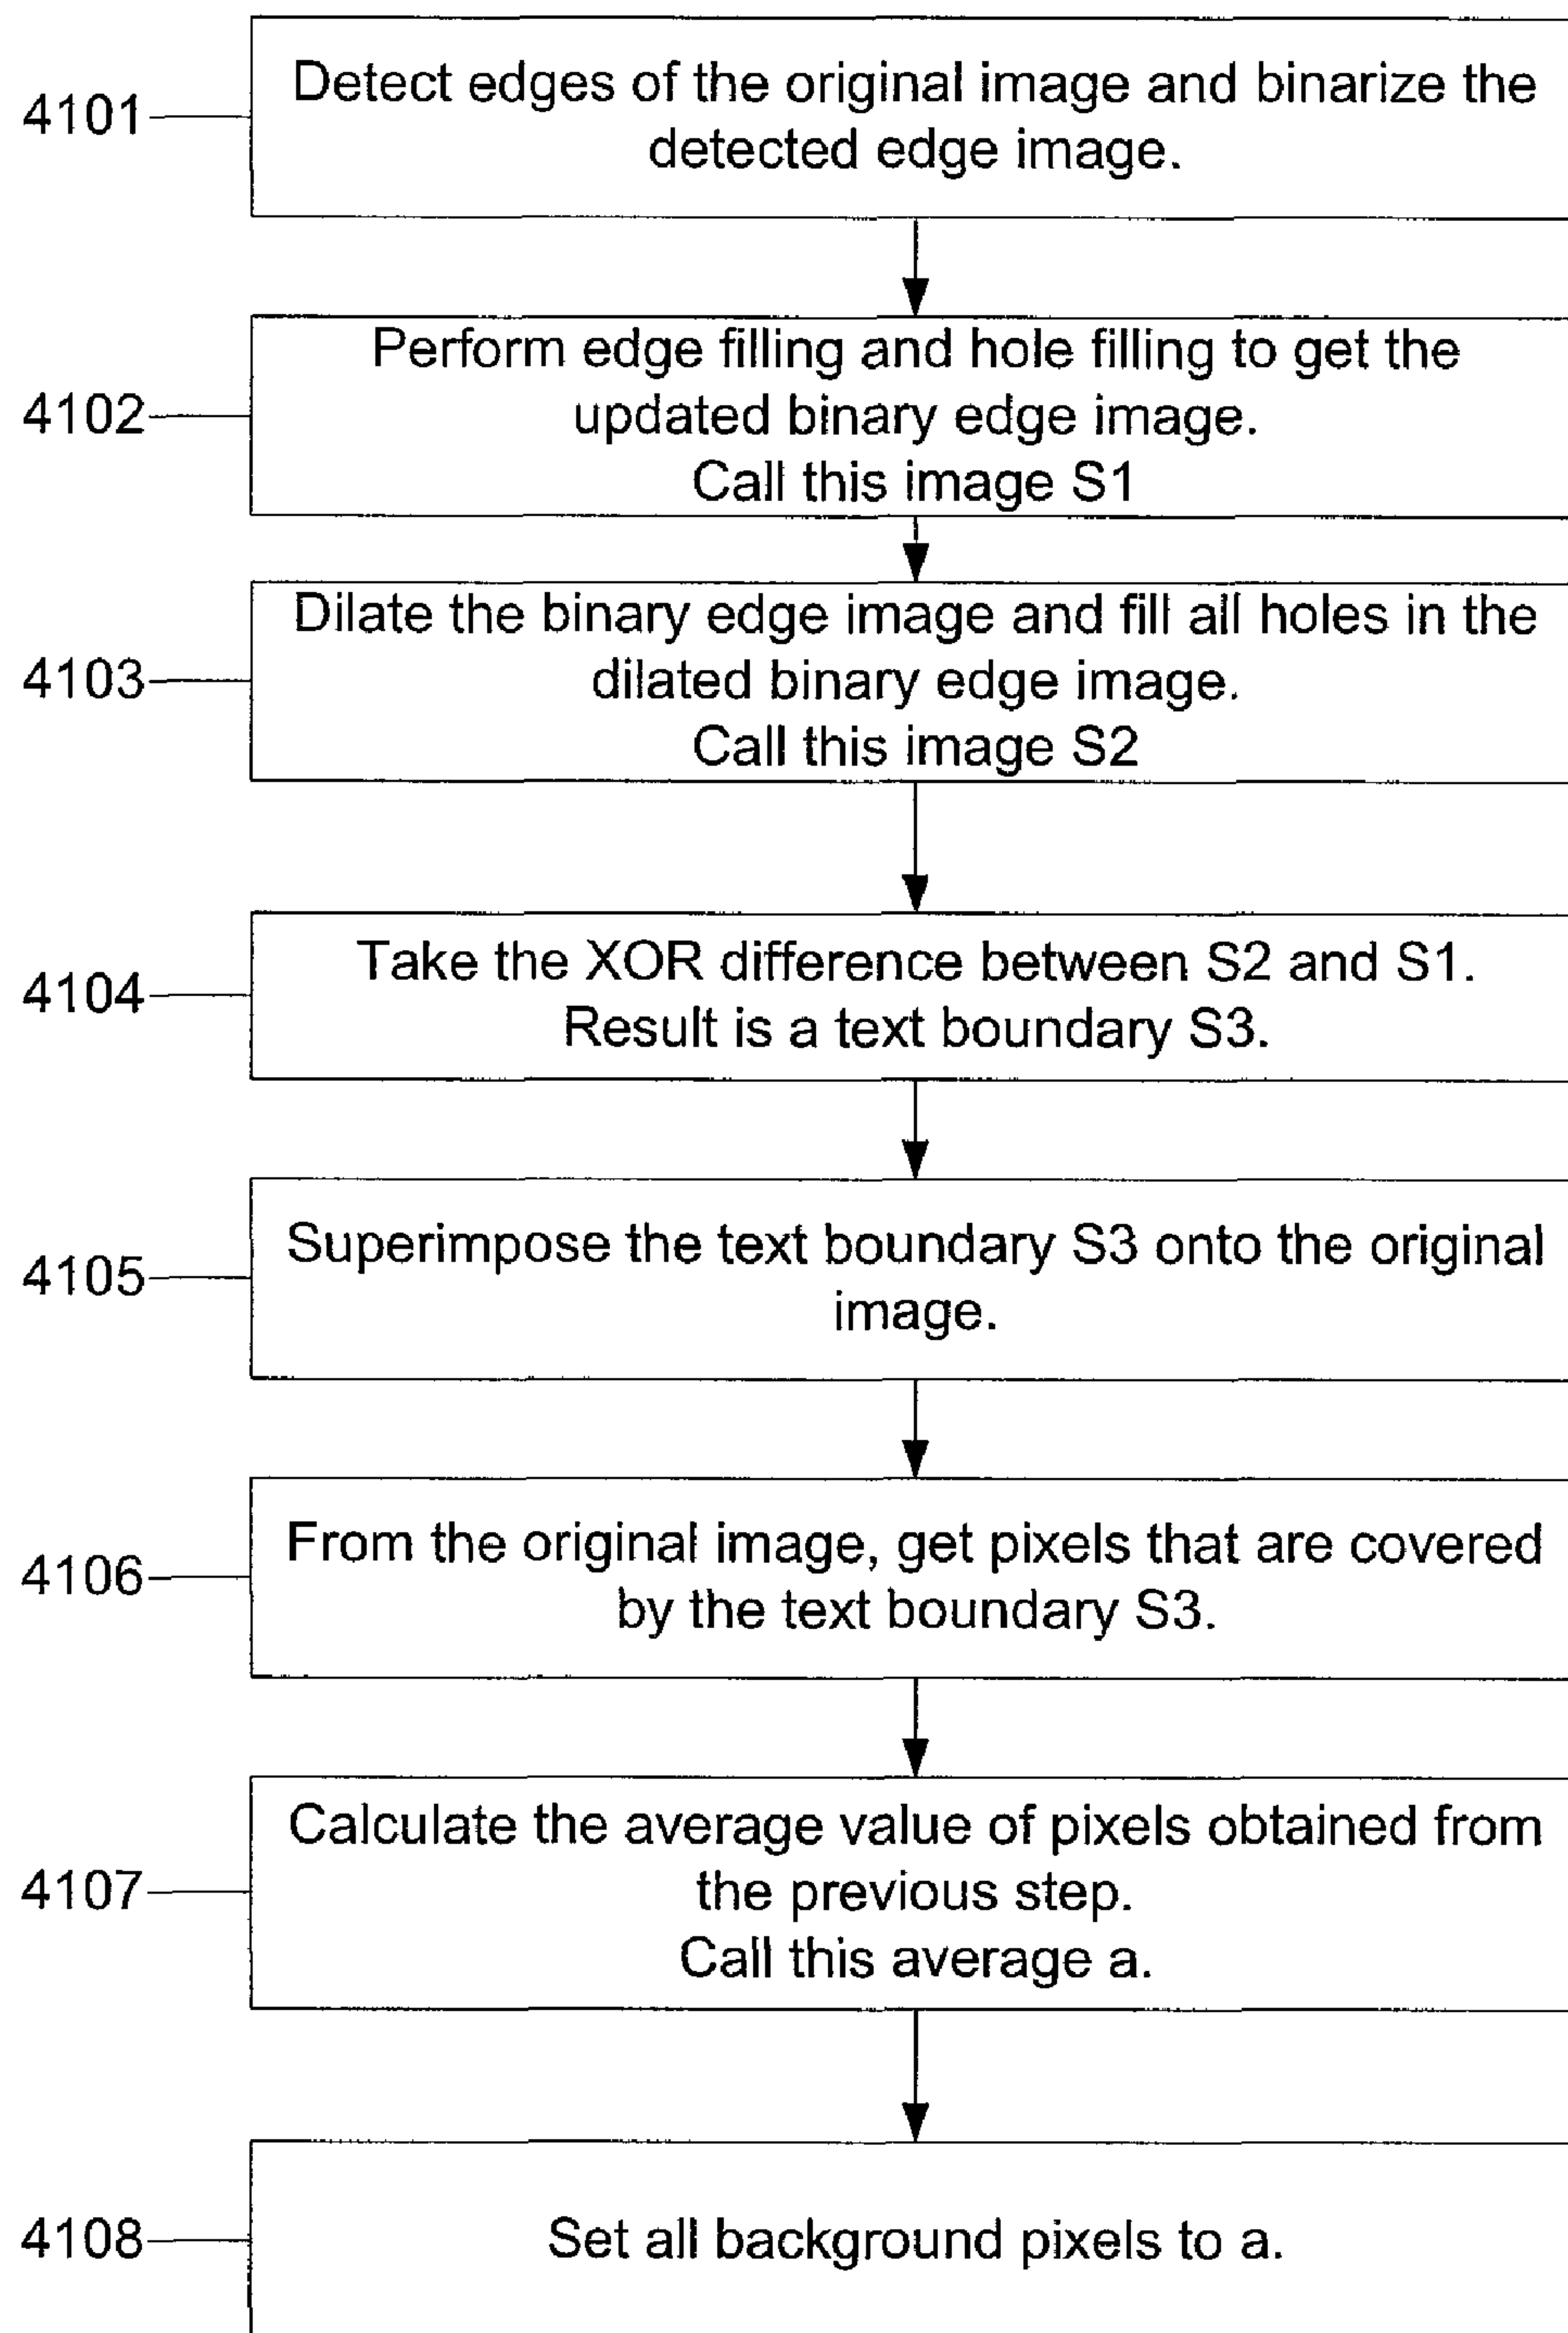 4101
Detect edges of the original image and binarize the
detected edge image.
4102
Perform edge filling and hole filling to get the
updated binary edge image.
Call this image S1
4103
Dilate the binary edge image and fill all holes in the
dilated binary edge image.
Call this image S2
4104
Take the XOR difference between S2 and S1.
Result is a text boundary S3.
4105
Superimpose the text boundary S3 onto the original
image.
4106
From the original image, get pixels that are covered
by the text boundary S3.
4107
Calculate the average value of pixels obtained from
the previous step.
Call this average a.
4108
Set all background pixels to a.